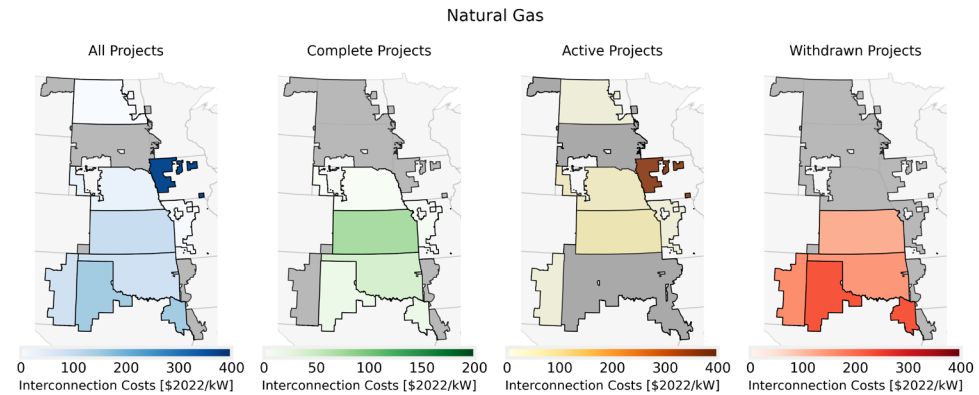 Natural Gas
All Projects
Complete Projects
Active Projects
Withdrawn Projects
0 100 200 300 400
0 50 100 150 200
0 100 200 300 400
0 100 200 300 400
Interconnection Costs [$2022/kW]
Interconnection Costs [$2022/kW]
Interconnection Costs [$2022/kW]
Interconnection Costs [$2022/kW]